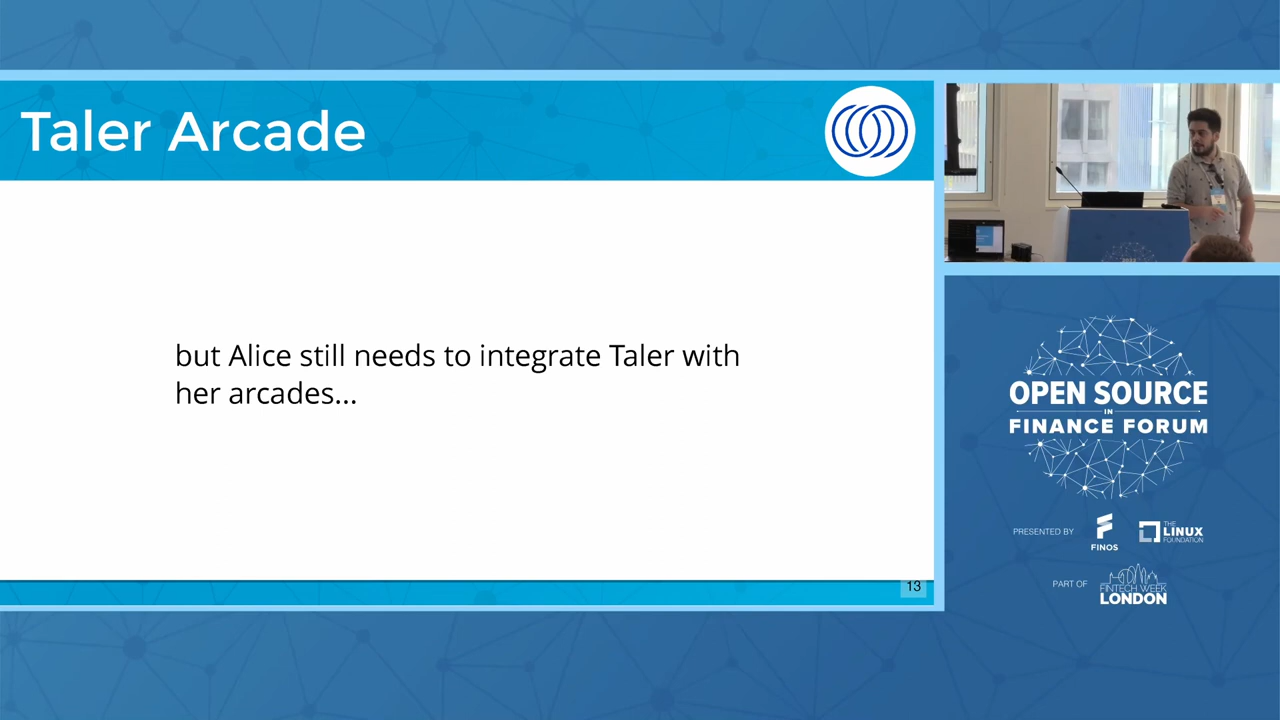 Taler Arcade
but Alice still needs to integrate Taler with
her arcades...
13
OPEN SOURCE
IN
FINANCE FORUM
PRESENTED BY
FINOS
THE
LINUX
FOUNDATION
PART OF
FINTECH WEEK
LONDON
2022